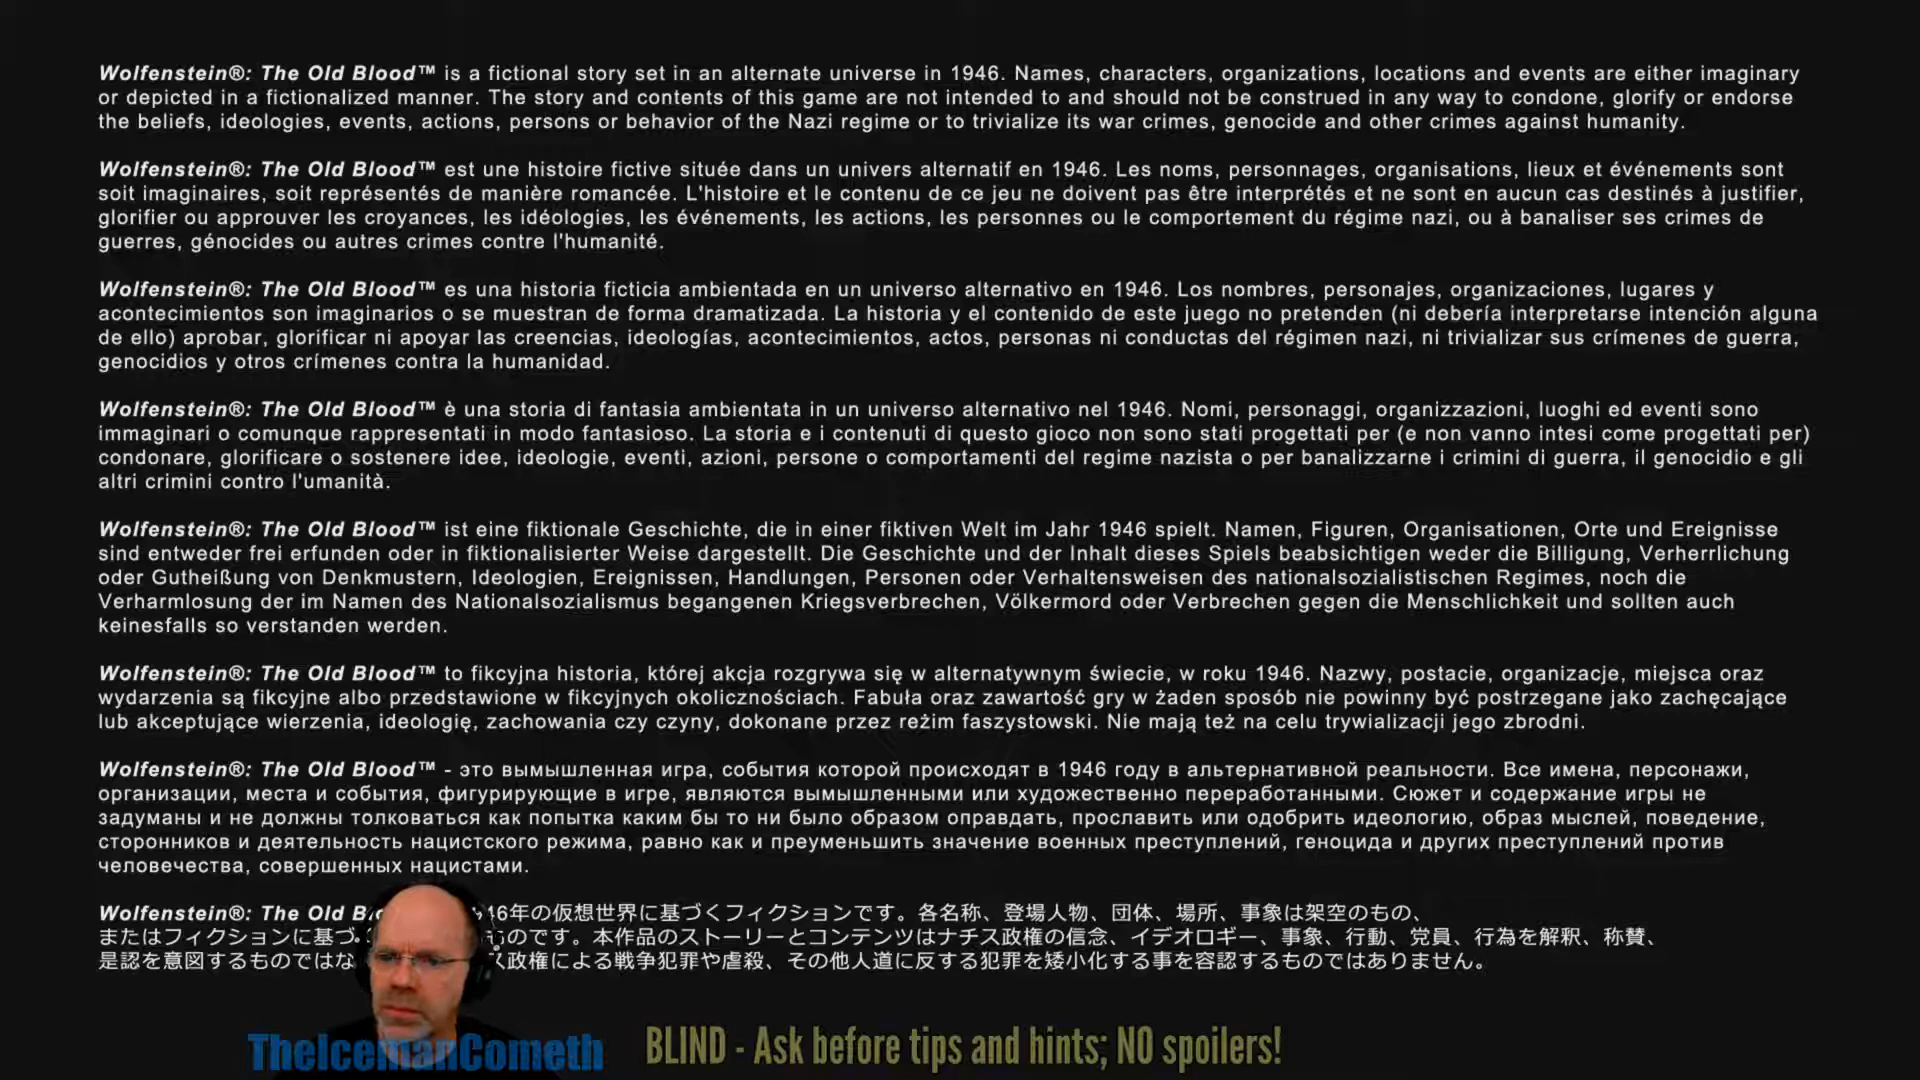 Wolfenstein®: The Old Blood™ is a fictional story set in an alternate universe in 1946. Names, characters, organizations, locations and events are either imaginary
or depicted in a fictionalized manner. The story and contents of this game are not intended to and should not be construed in any way to condone, glorify or endorse
the beliefs, ideologies, events, actions, persons or behavior of the Nazi regime or to trivialize its war crimes, genocide and other crimes against humanity.
Wolfenstein®: The Old Blood™ est une histoire fictive située dans un univers alternatif en 1946. Les noms, personnages, organisations, lieux et événements sont
soit imaginaires, soit représentés de manière romancée. L'histoire et le contenu de ce jeu ne doivent pas être interprétés et ne sont en aucun cas destinés à justifier,
glorifier ou approuver les croyances, les idéologies, les événements, les actions, les personnes ou le comportement du régime nazi, ou à banaliser ses crimes de
guerres, génocides ou autres crimes contre l'humanité.
Wolfenstein®: The Old Blood™ es una historia ficticia ambientada en un universo alternativo en 1946. Los nombres, personajes, organizaciones, lugares y
acontecimientos son imaginarios o se muestran de forma dramatizada. La historia y el contenido de este juego no pretenden (ni debería interpretarse intención alguna
de ello) aprobar, glorificar ni apoyar las creencias, ideologías, acontecimientos, actos, personas ni conductas del régimen nazi, ni trivializar sus crímenes de guerra,
genocidios y otros crímenes contra la humanidad.
Wolfenstein®: The Old Blood™ è una storia di fantasia ambientata in un universo alternativo nel 1946. Nomi, personaggi, organizzazioni, luoghi ed eventi sono
immaginari o comunque rappresentati in modo fantasioso. La storia e i contenuti di questo gioco non sono stati progettati per (e non vanno intesi come progettati per)
condonare, glorificare o sostenere idee, ideologie, eventi, azioni, persone o comportamenti del regime nazista o per banalizzarne i crimini di guerra, il genocidio e gli
altri crimini contro l'umanità.
Wolfenstein®: The Old Blood™ ist eine fiktionale Geschichte, die in einer fiktiven Welt im Jahr 1946 spielt. Namen, Figuren, Organisationen, Orte und Ereignisse
sind entweder frei erfunden oder in fiktionalisierter Weise dargestellt. Die Geschichte und der Inhalt dieses Spiels beabsichtigen weder die Billigung, Verherrlichung
oder Gutheißung von Denkmustern, Ideologien, Ereignissen, Handlungen, Personen oder Verhaltensweisen des nationalsozialistischen Regimes, noch die
Verharmlosung der im Namen des Nationalsozialismus begangenen Kriegsverbrechen, Völkermord oder Verbrechen gegen die Menschlichkeit und sollten auch
keinesfalls so verstanden werden.
Wolfenstein®: The Old Blood™ to fikcyjna historia, której akcja rozgrywa się w alternatywnym świecie, w roku 1946. Nazwy, postacie, organizacje, miejsca oraz
wydarzenia są fikcyjne albo przedstawione w fikcyjnych okolicznościach. Fabuła oraz zawartość gry w żaden sposób nie powinny być postrzegane jako zachęcające
lub akceptujące wierzenia, ideologię, zachowania czy czyny, dokonane przez reżim faszystowski. Nie mają też na celu trywializacji jego zbrodni.
Wolfenstein®: The Old Blood™ - это вымышленная игра, события которой происходят в 1946 году в альтернативной реальности. Все имена, персонажи,
организации, места и события, фигурирующие в игре, являются вымышленными или художественно переработанными. Сюжет и содержание игры не
задуманы и не должны толковаться как попытка каким бы то ни было образом оправдать, прославить или одобрить идеологию, образ мыслей, поведение,
сторонников и деятельность нацистского режима, равно как и преуменьшить значение военных преступлений, геноцида и других преступлений против
человечества, совершенных нацистами.
Wolfenstein®: The Old 46年の仮想世界に基づくフィクションです。各名称、登場人物、団体、場所、事象は架空のもの、
またはフィクションに基づ ものです。本作品のストーリーとコンテンツはナチス政権の信念、イデオロギー、事象、行動、党員、行為を解釈、称賛、
是認を意図するものではな ス政権による戦争犯罪や虐殺、その他人道に反する犯罪を矮小化する事を容認するものではありません。
TheIcemanCometh
BLIND - Ask before tips and hints; NO spoilers!